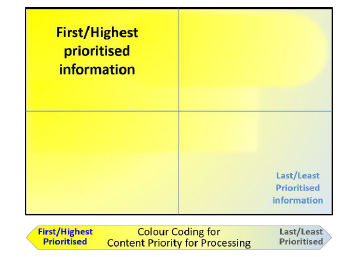 First/Highest
prioritised
information
Last/Least
Prioritised
information
First/Highest
Prioritised
Colour Coding for
Content Priority for Processing
Last/Least
Prioritised